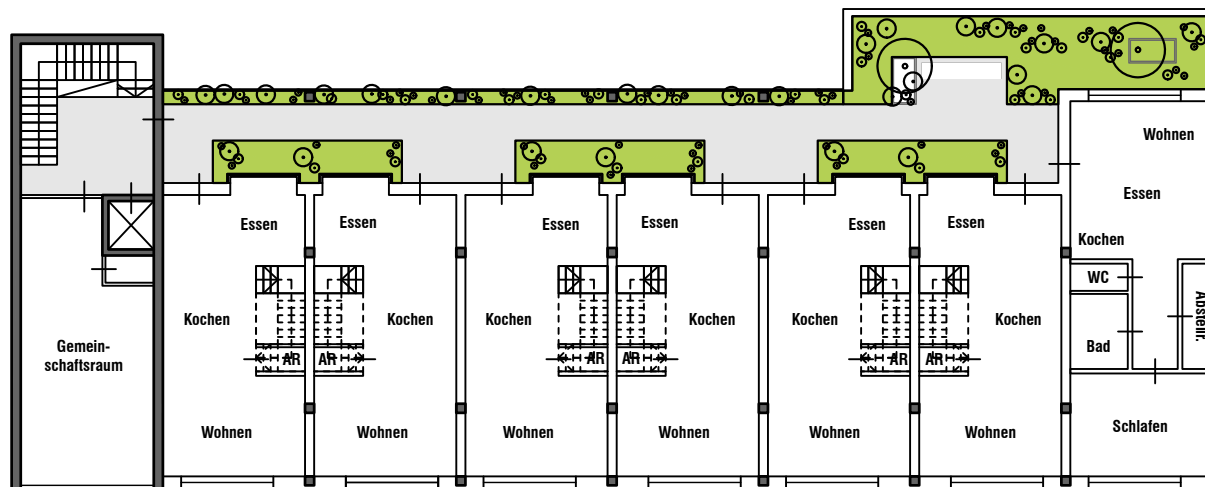 Wohnen
Essen
Kochen
WC
Abstellr.
Bad
Schlafen
Essen
Essen
Essen
Essen
Essen
Essen
Kochen
Kochen
Kochen
Kochen
Kochen
Kochen
Gemein-
schaftsraum
AR
AR
AR
AR
AR
AR
Wohnen
Wohnen
Wohnen
Wohnen
Wohnen
Wohnen